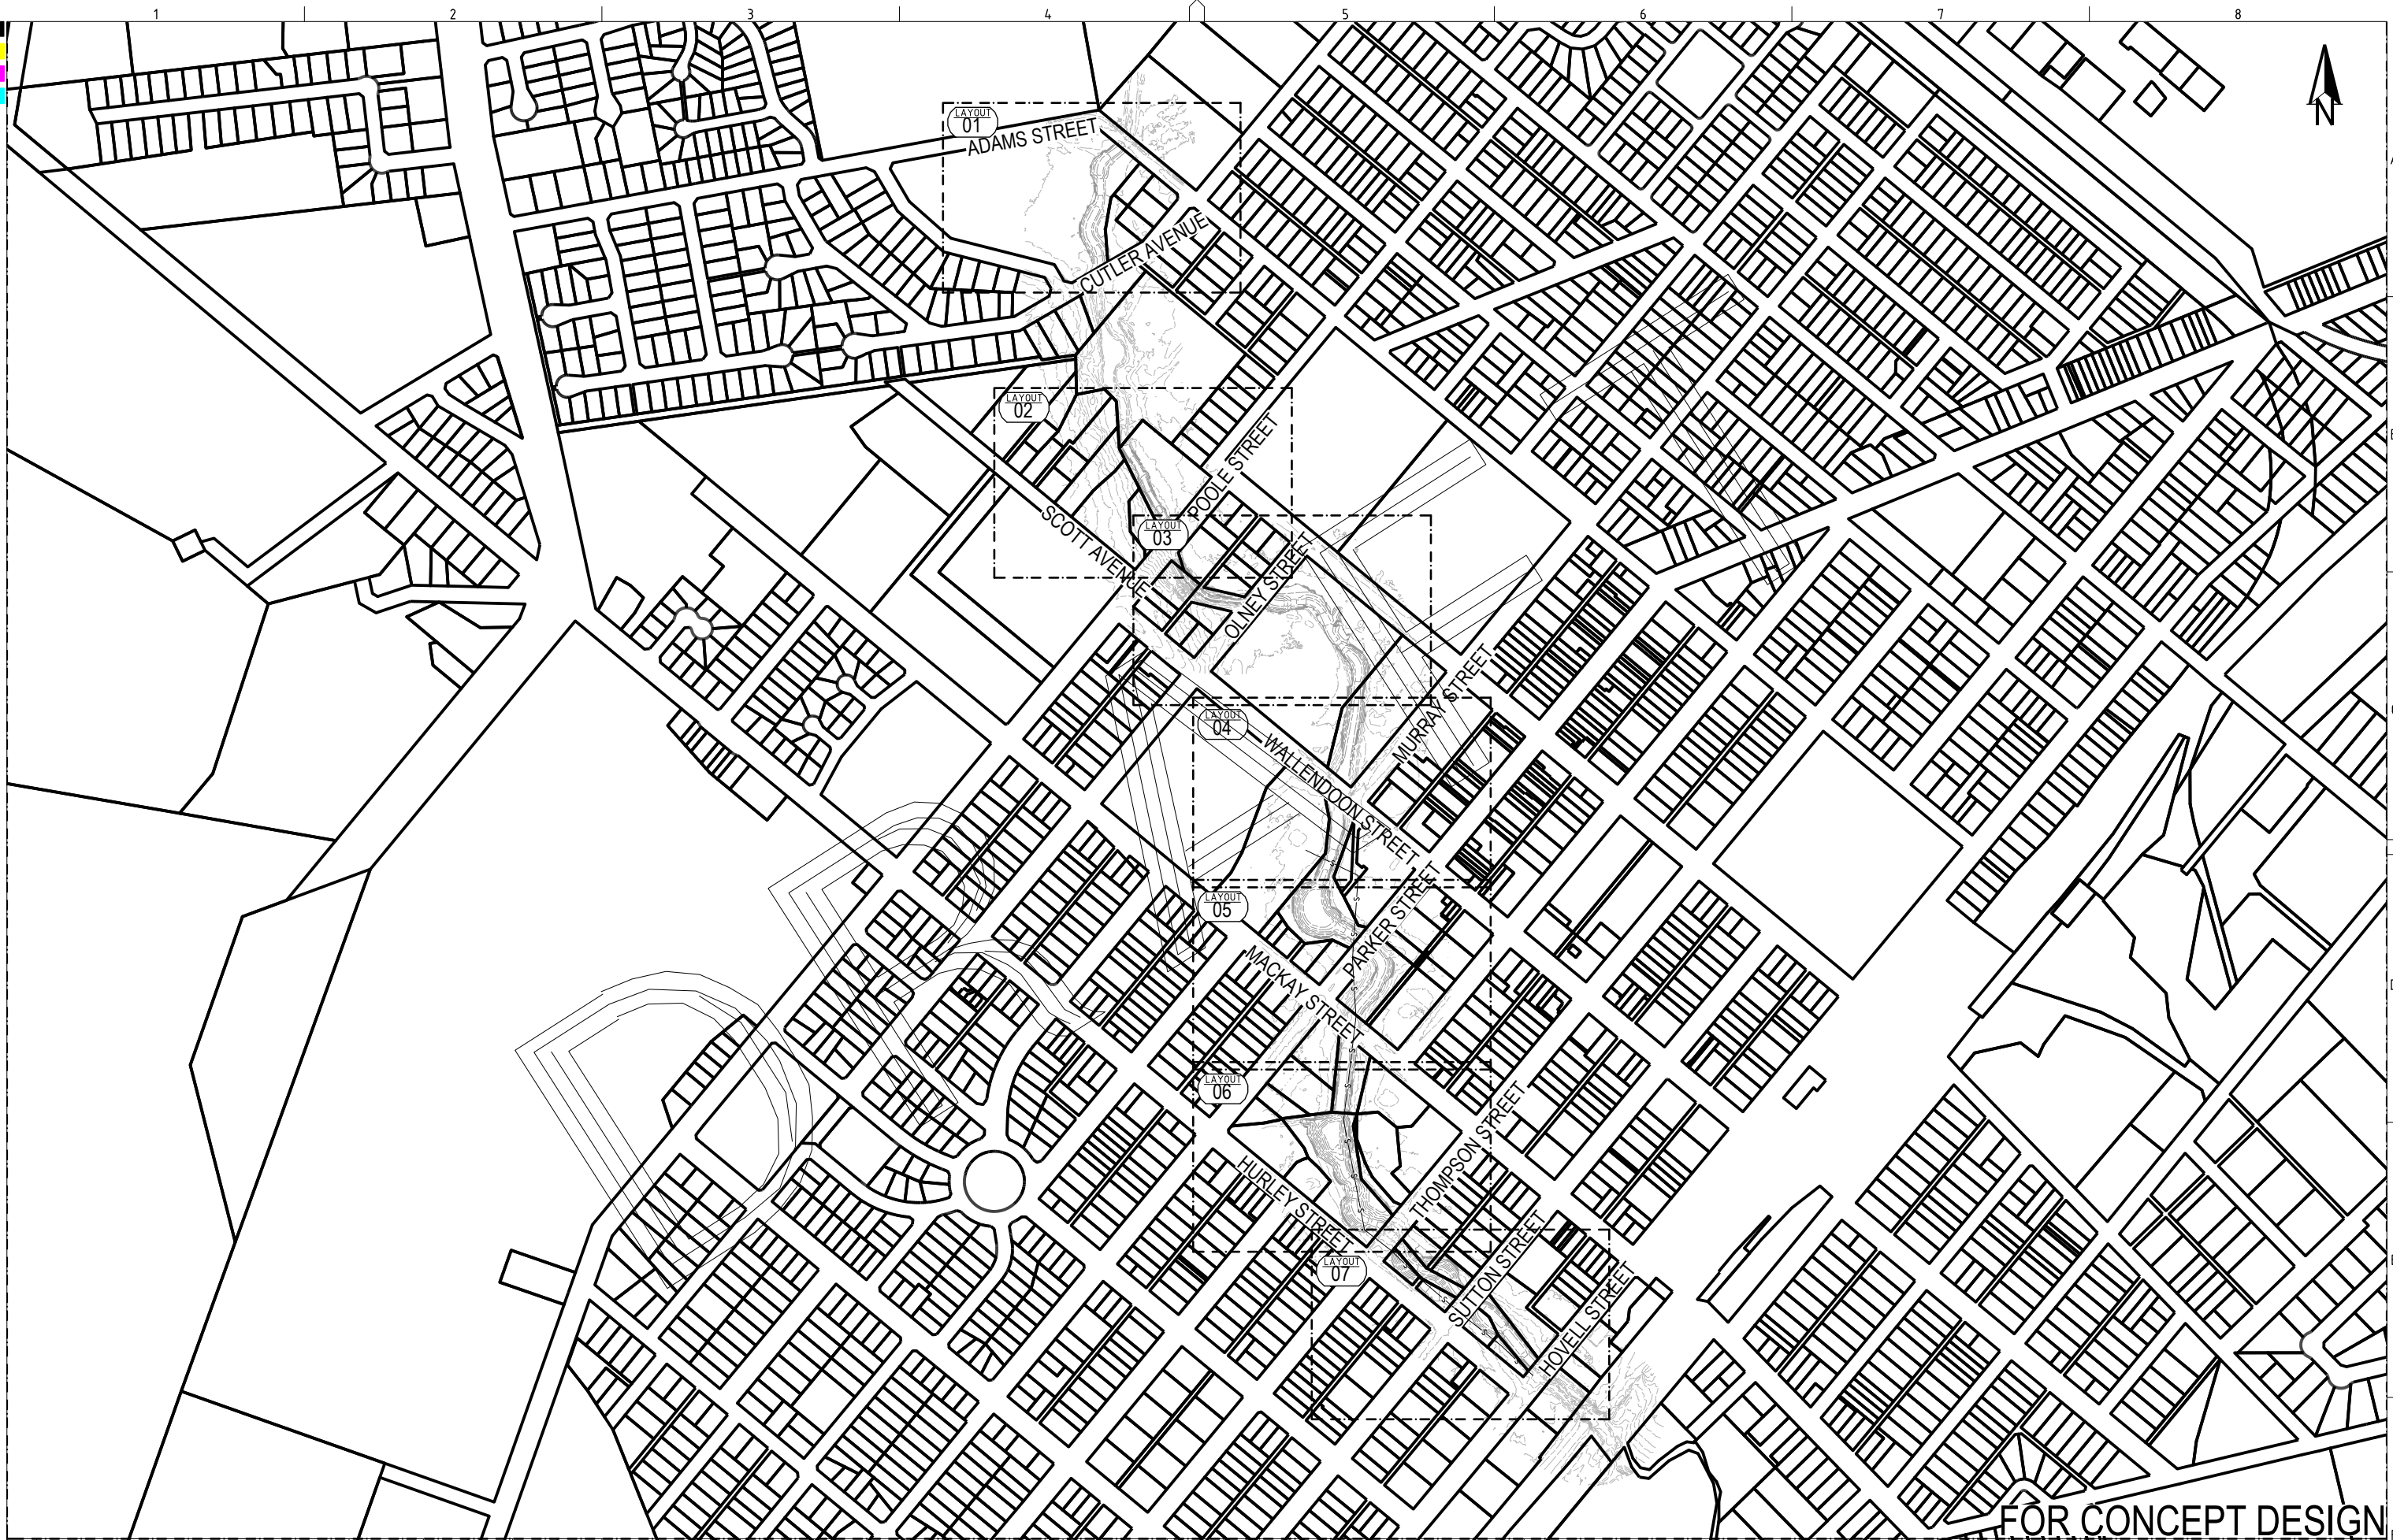 1 2 3 4 5 6 7 8
N
LAYOUT
01
ADAMS STREET
CUTLER AVENUE
LAYOUT
02
POOLE STREET
SCOTT AVENUE
LAYOUT
03
OLNEY STREET
MURRAY STREET
LAYOUT
04
WALLENDOON STREET
LAYOUT
05
PARKER STREET
MACKAY STREET
LAYOUT
06
THOMPSON STREET
HURLEY STREET
LAYOUT
07
SUTTON STREET
HOVELL STREET
FOR CONCEPT DESIGN